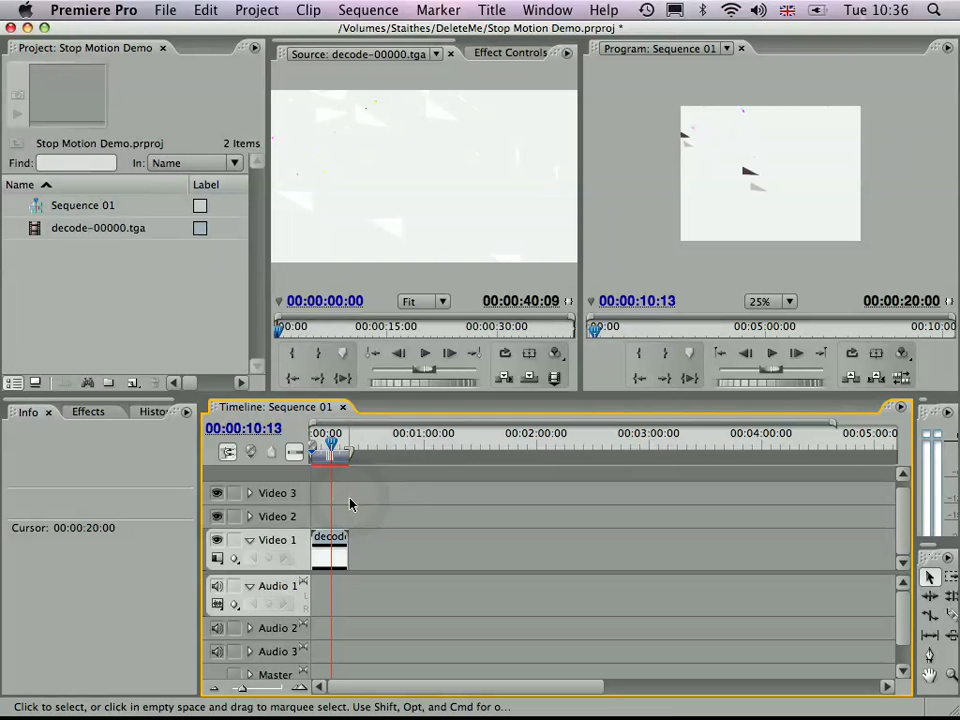 Premiere Pro File Edit Project Clip Sequence Marker Title Window Help Tue 10:36
/Volumes/Staithes/DeleteMe/Stop Motion Demo.prproj *
Project: Stop Motion Demo
Source: decode-00000.tga Effect Controls
Program: Sequence 01
Stop Motion Demo.prproj 2 Items
Find: In: Name
Name Label
Sequence 01
decode-00000.tga
00:00:00:00 Fit 00:00:40:09
00:00:10:13 25% 00:00:20:00
00:00 00:00:15:00 00:00:30:00
00:00 00:05:00:00 00:10:00
Info Effects Histo
Timeline: Sequence 01
00:00:10:13
:00:00 00:01:00:00 00:02:00:00 00:03:00:00 00:04:00:00 00:05:00:0
Cursor: 00:00:20:00
Video 3
Video 2
Video 1 decod
Audio 1
L
R
Audio 2
Audio 3
Master
Click to select, or click in empty space and drag to marquee select. Use Shift, Opt, and Cmd for o...